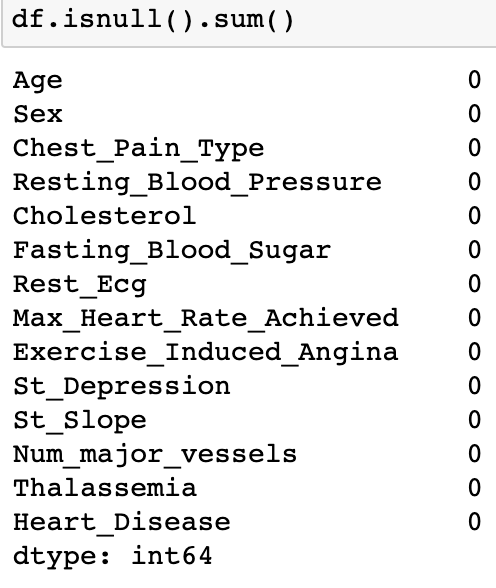 df.isnull().sum()
Age 0
Sex 0
Chest_Pain_Type 0
Resting_Blood_Pressure 0
Cholesterol 0
Fasting_Blood_Sugar 0
Rest_Ecg 0
Max_Heart_Rate_Achieved 0
Exercise_Induced_Angina 0
St_Depression 0
St_Slope 0
Num_major_vessels 0
Thalassemia 0
Heart_Disease 0
dtype: int64